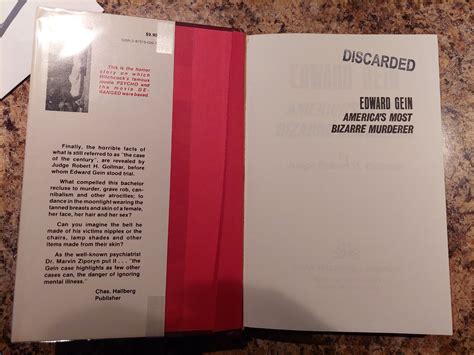 $9.95
This is the horror
story on which
Hitchcock's famous
movie PSYCHO and
the movie DE-
RANGED were based.
Finally, the horrible facts of
what is still referred to as "the case
of the century", are revealed by
Judge Robert H. Gollmar, before
whom Edward Gein stood trial.
What compelled this bachelor
recluse to murder, grave rob, can-
nibalism and other atrocities; to
dance in the moonlight wearing the
tanned breasts and skin of a female,
her face, her hair and her sex?
Can you imagine the belt he
made of his victims nipples or the
chairs, lamp shades and other
items made from their skin?
As the well-known psychiatrist
Dr. Marvin Ziporyn put it . . . "the
Gein case highlights as few other
cases can, the danger of ignoring
mental illness."
Chas. Hallberg
Publisher
DISCARDED
EDWARD GEIN
AMERICA'S MOST
BIZARRE MURDERER